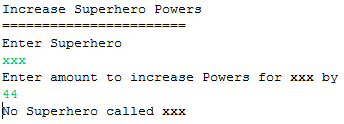 Increase Superhero Powers
=======================
Enter Superhero
xxx
Enter amount to increase Powers for xxx by
44
No Superhero called xxx